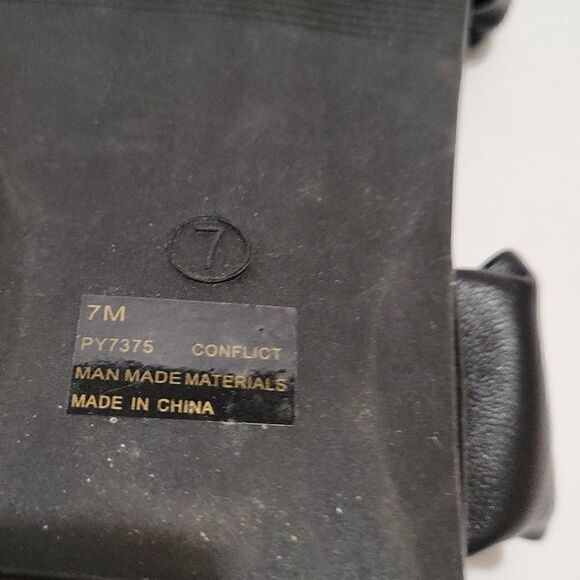 7
7M
PY7375 CONFLICT
MAN MADE MATERIALS
MADE IN CHINA